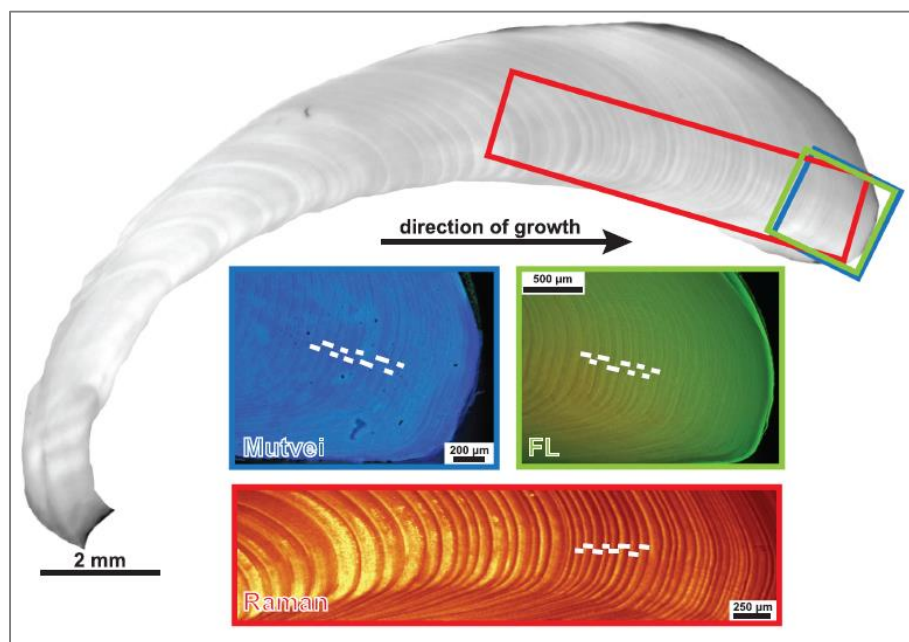 direction of growth
500 µm
Mutvei
200 µm
FL
2 mm
Raman
250 µm